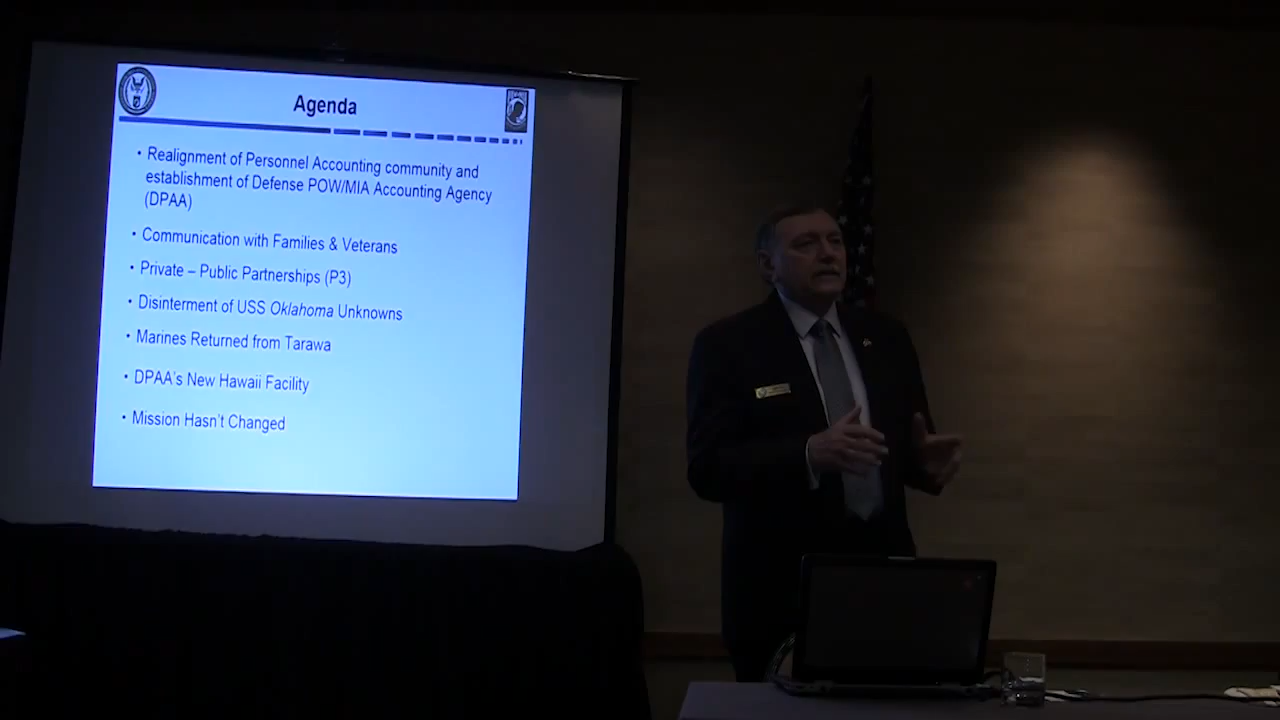 Agenda
• Realignment of Personnel Accounting community and
establishment of Defense POW/MIA Accounting Agency
(DPAA)
• Communication with Families & Veterans
• Private – Public Partnerships (P3)
• Disinterment of USS Oklahoma Unknowns
• Marines Returned from Tarawa
• DPAA's New Hawaii Facility
• Mission Hasn't Changed